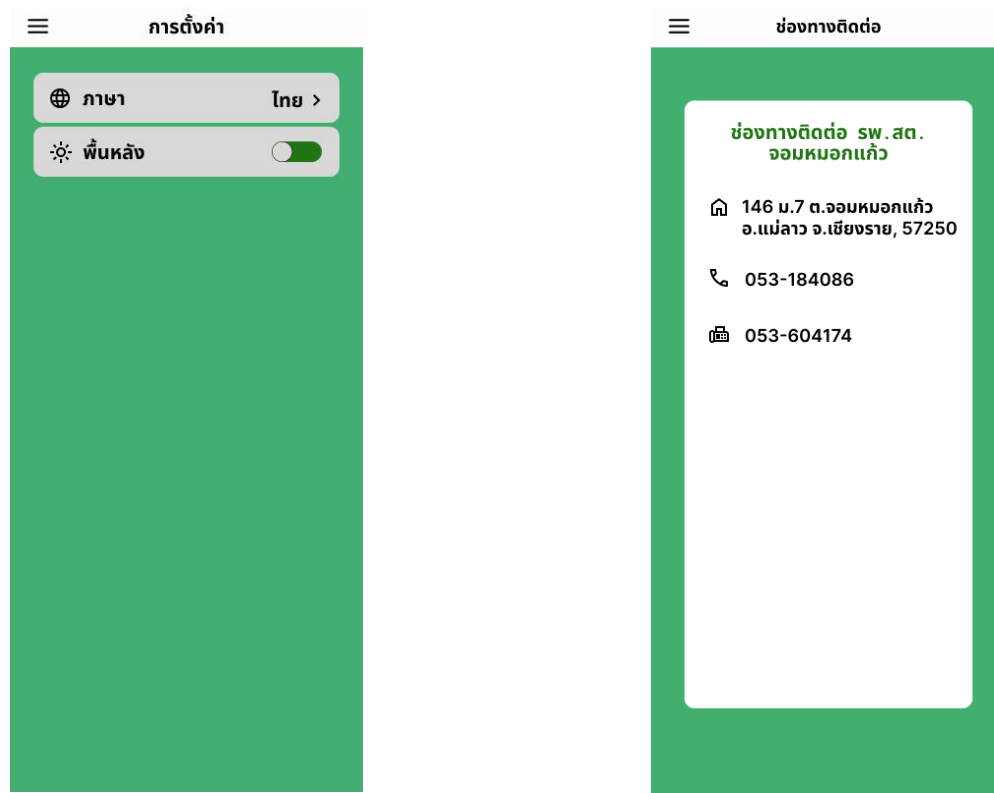 การตั้งค่า
ภาษา ไทย >
พื้นหลัง
ช่องทางติดต่อ
ช่องทางติดต่อ รพ.สต.
จอมหมอกแก้ว
146 ม.7 ต.จอมหมอกแก้ว
อ.แม่ลาว จ.เชียงราย, 57250
053-184086
053-604174